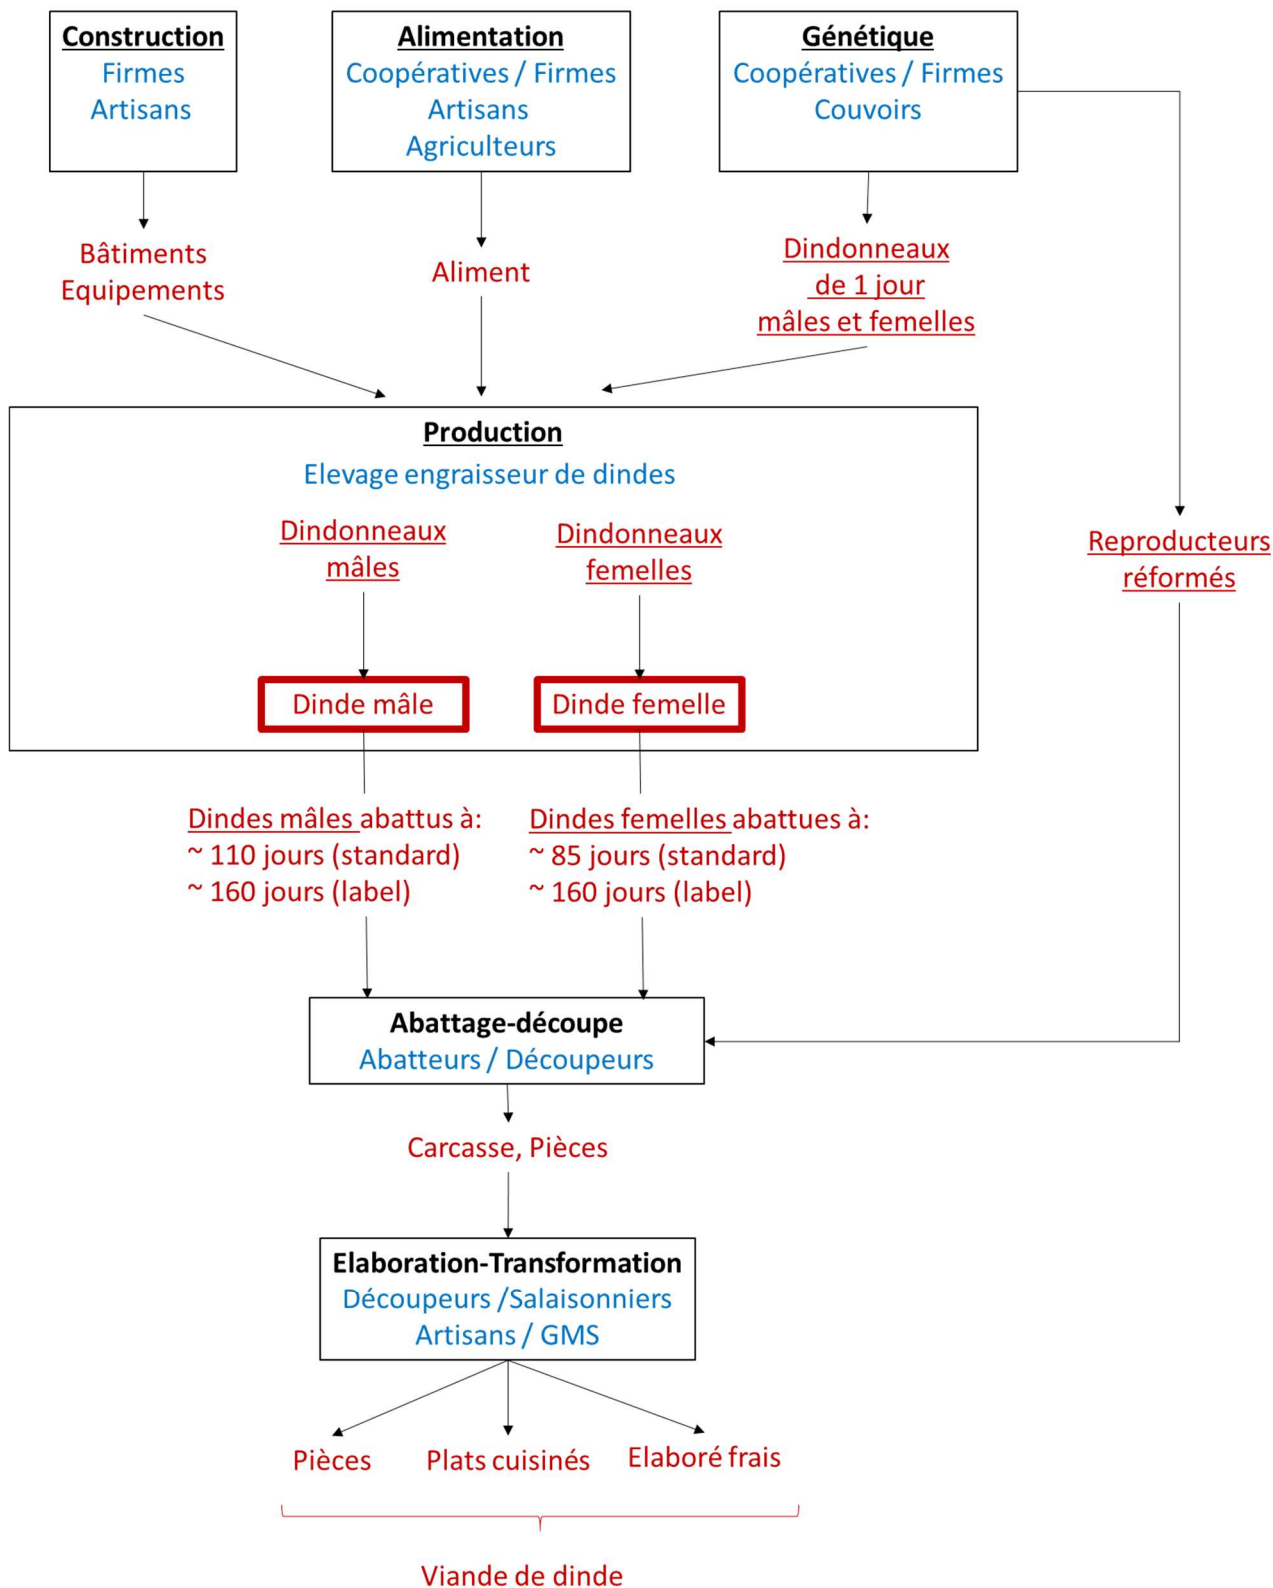 Construction
Firmes
Artisans
Alimentation
Coopératives / Firmes
Artisans
Agriculteurs
Génétique
Coopératives / Firmes
Couvoirs
Bâtiments
Equipements
Aliment
Dindonneaux
de 1 jour
mâles et femelles
Production
Elevage engraisseur de dindes
Dindonneaux
mâles
Dindonneaux
femelles
Reproducteurs
réformés
Dinde mâle
Dinde femelle
Dindes mâles abattus à:
~ 110 jours (standard)
~ 160 jours (label)
Dindes femelles abattues à:
~ 85 jours (standard)
~ 160 jours (label)
Abattage-découpe
Abatteurs / Découpeurs
Carcasse, Pièces
Elaboration-Transformation
Découpeurs /Salaisonniers
Artisans / GMS
Pièces
Plats cuisinés
Elaboré frais
Viande de dinde